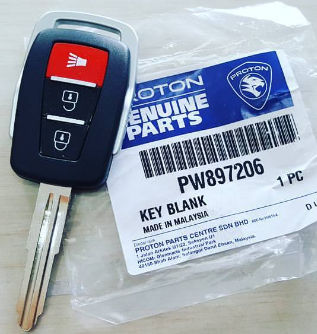 PROTON
GENUINE
PARTS
PROTON
PW897206
KEY BLANK
1 PC
MADE IN MALAYSIA
PROTON PARTS CENTRE SDN BHD